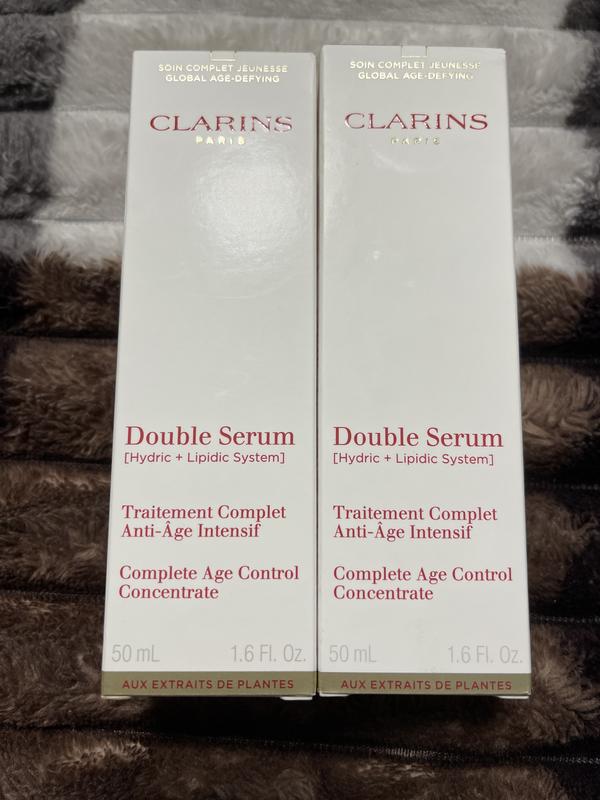 SOIN COMPLET JEUNESSE
GLOBAL AGE-DEFYING
CLARINS
PARIS
Double Serum
[Hydric + Lipidic System]
Traitement Complet
Anti-Âge Intensif
Complete Age Control
Concentrate
50 mL 1.6 Fl. Oz.
AUX EXTRAITS DE PLANTES
SOIN COMPLET JEUNESSE
GLOBAL AGE-DEFYING
CLARINS
PARIS
Double Serum
[Hydric + Lipidic System]
Traitement Complet
Anti-Âge Intensif
Complete Age Control
Concentrate
50 mL 1.6 Fl. Oz.
AUX EXTRAITS DE PLANTES